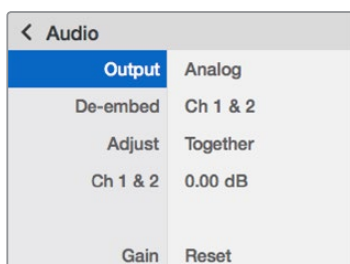 < Audio
Output Analog
De-embed Ch 1 & 2
Adjust Together
Ch 1 & 2 0.00 dB
Gain Reset